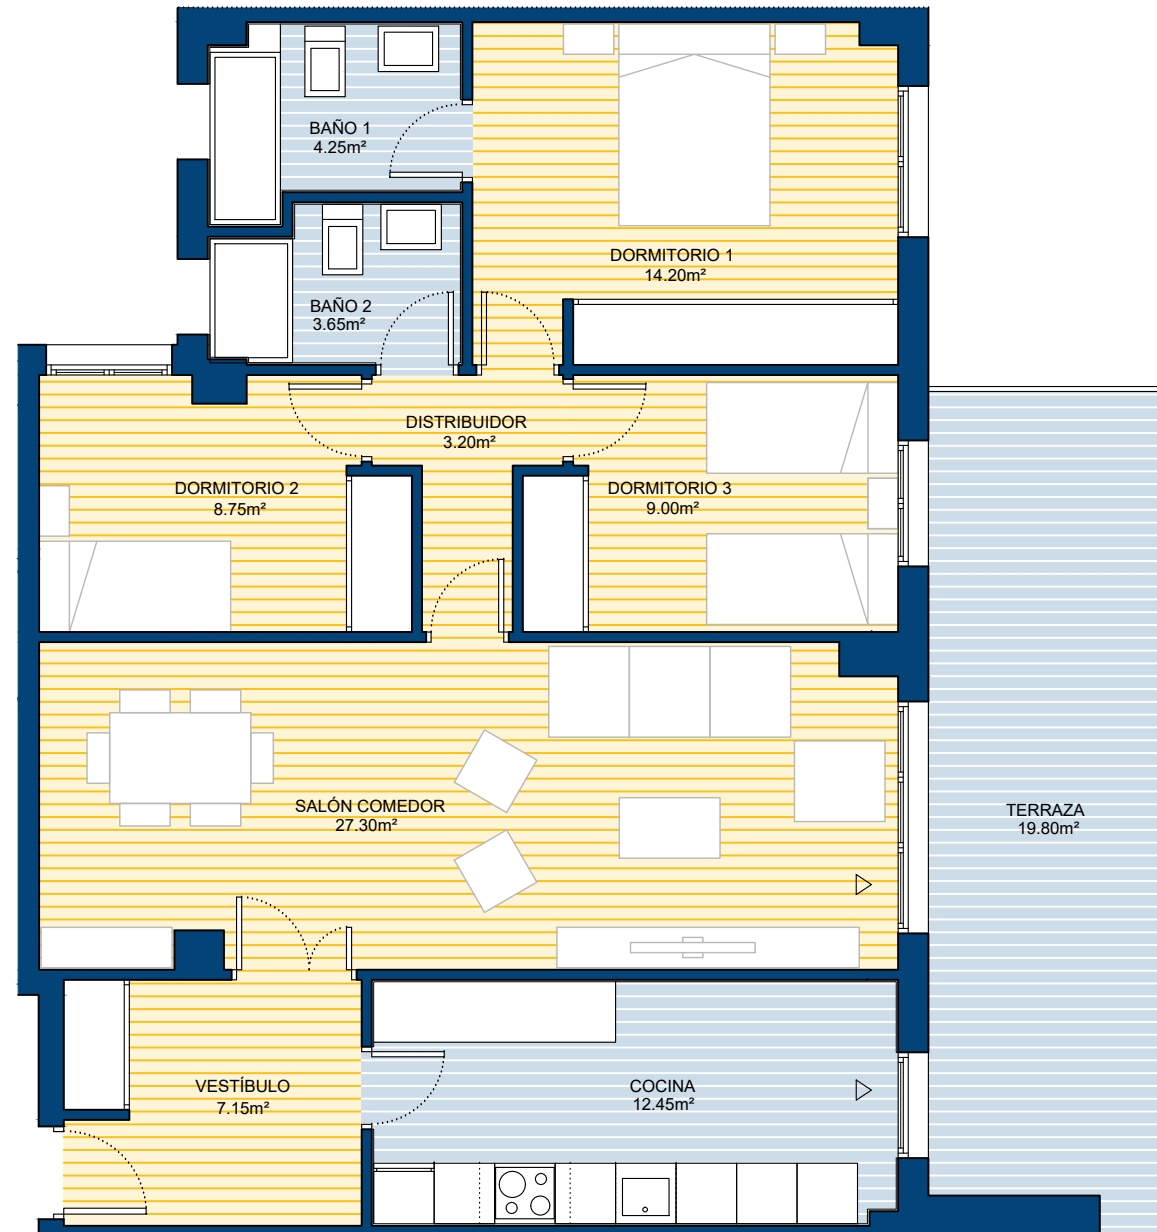 BAÑO 1
4.25m²
DORMITORIO 1
14.20m²
BAÑO 2
3.65m²
DISTRIBUIDOR
3.20m²
DORMITORIO 2
8.75m²
DORMITORIO 3
9.00m²
SALÓN COMEDOR
27.30m²
TERRAZA
19.80m²
VESTÍBULO
7.15m²
COCINA
12.45m²